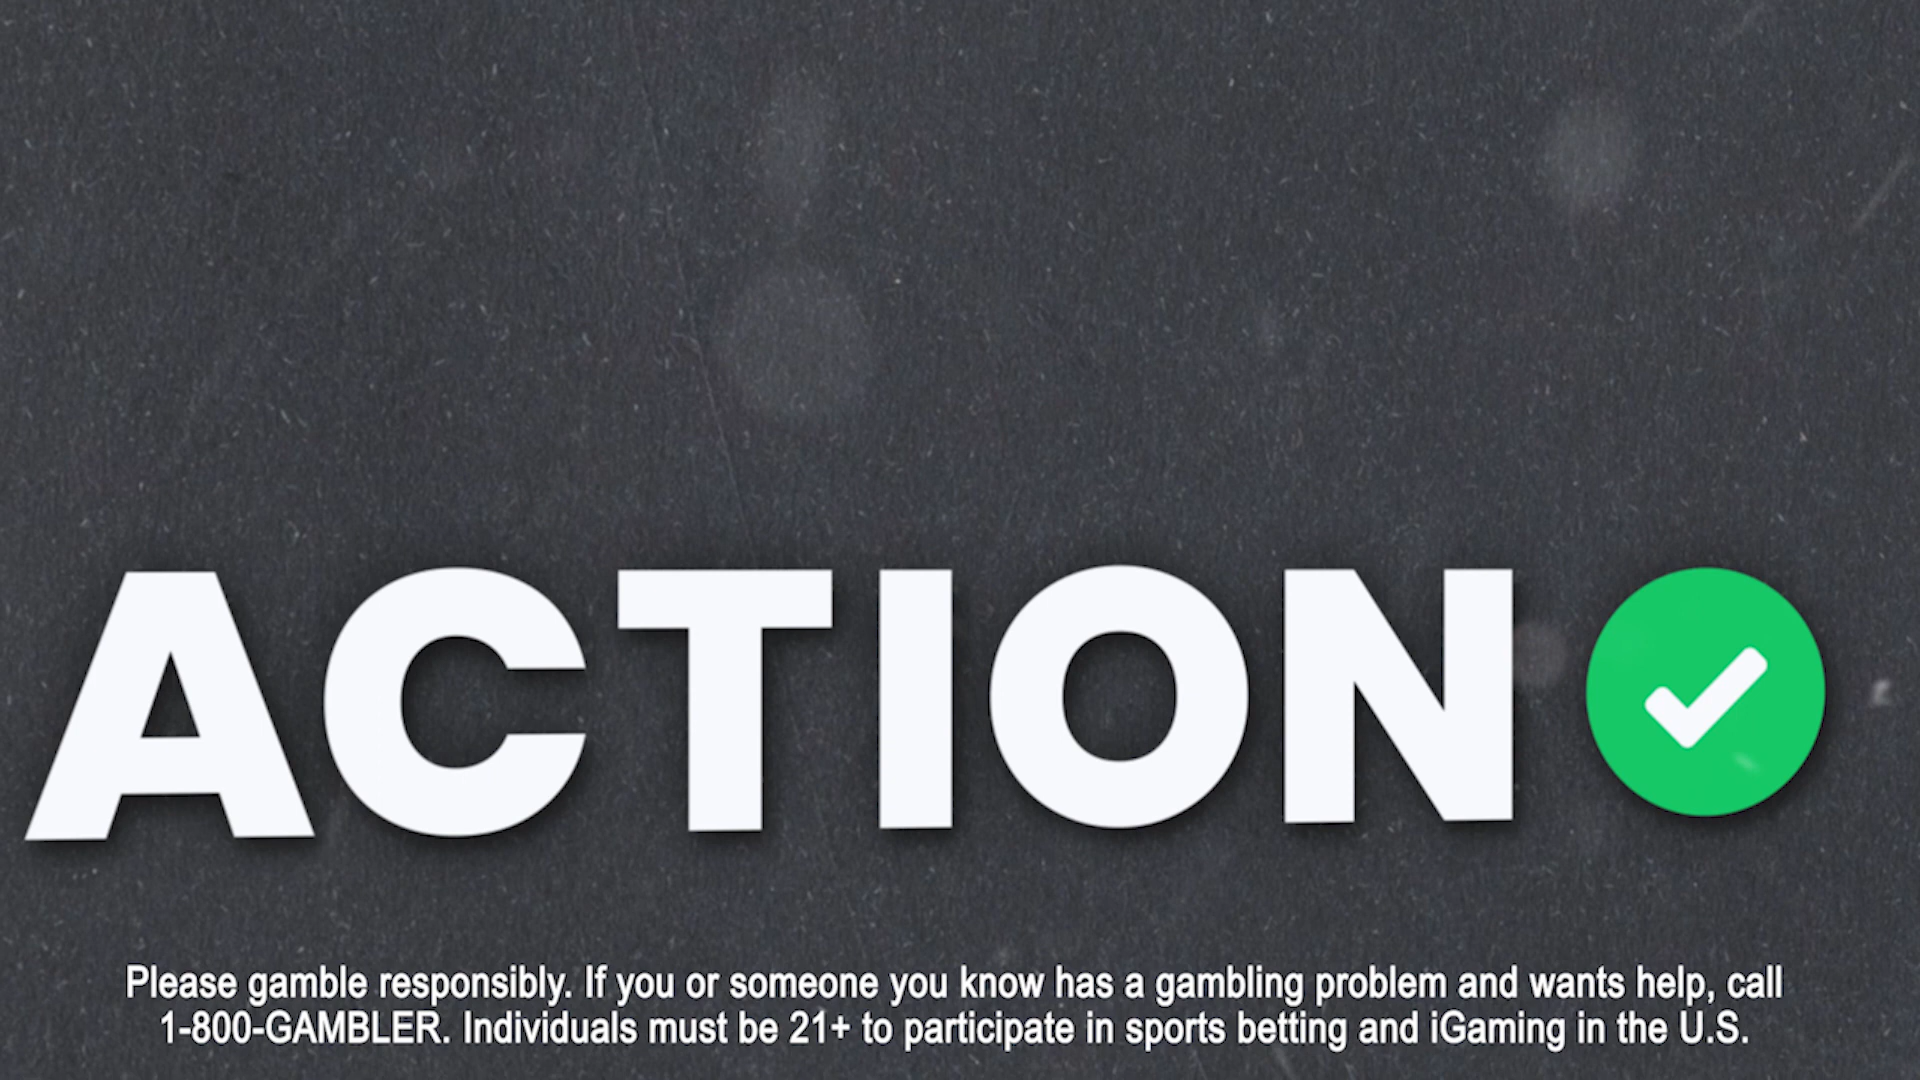 ACTION
Please gamble responsibly. If you or someone you know has a gambling problem and wants help, call
1-800-GAMBLER. Individuals must be 21+ to participate in sports betting and iGaming in the U.S.